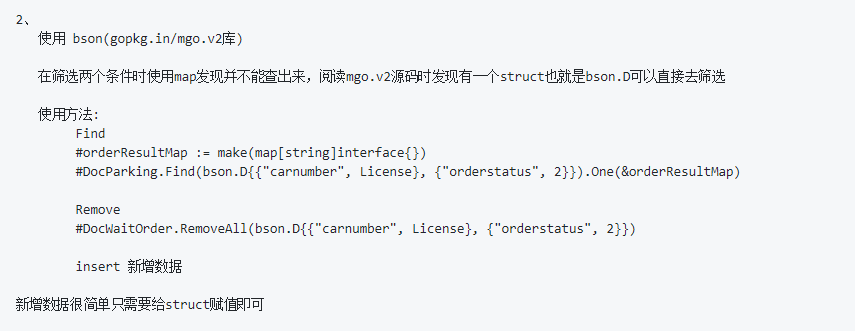 2、
使用 bson(gopkg.in/mgo.v2库)
在筛选两个条件时使用map发现并不能查出来，阅读mgo.v2源码时发现有一个struct也就是bson.D可以直接去筛选
使用方法:
Find
#orderResultMap := make(map[string]interface{})
#DocParking.Find(bson.D{{"carnumber", License}, {"orderstatus", 2}}).One(&orderResultMap)
Remove
#DocWaitOrder.RemoveAll(bson.D{{"carnumber", License}, {"orderstatus", 2}})
insert 新增数据
新增数据很简单只需要给struct赋值即可